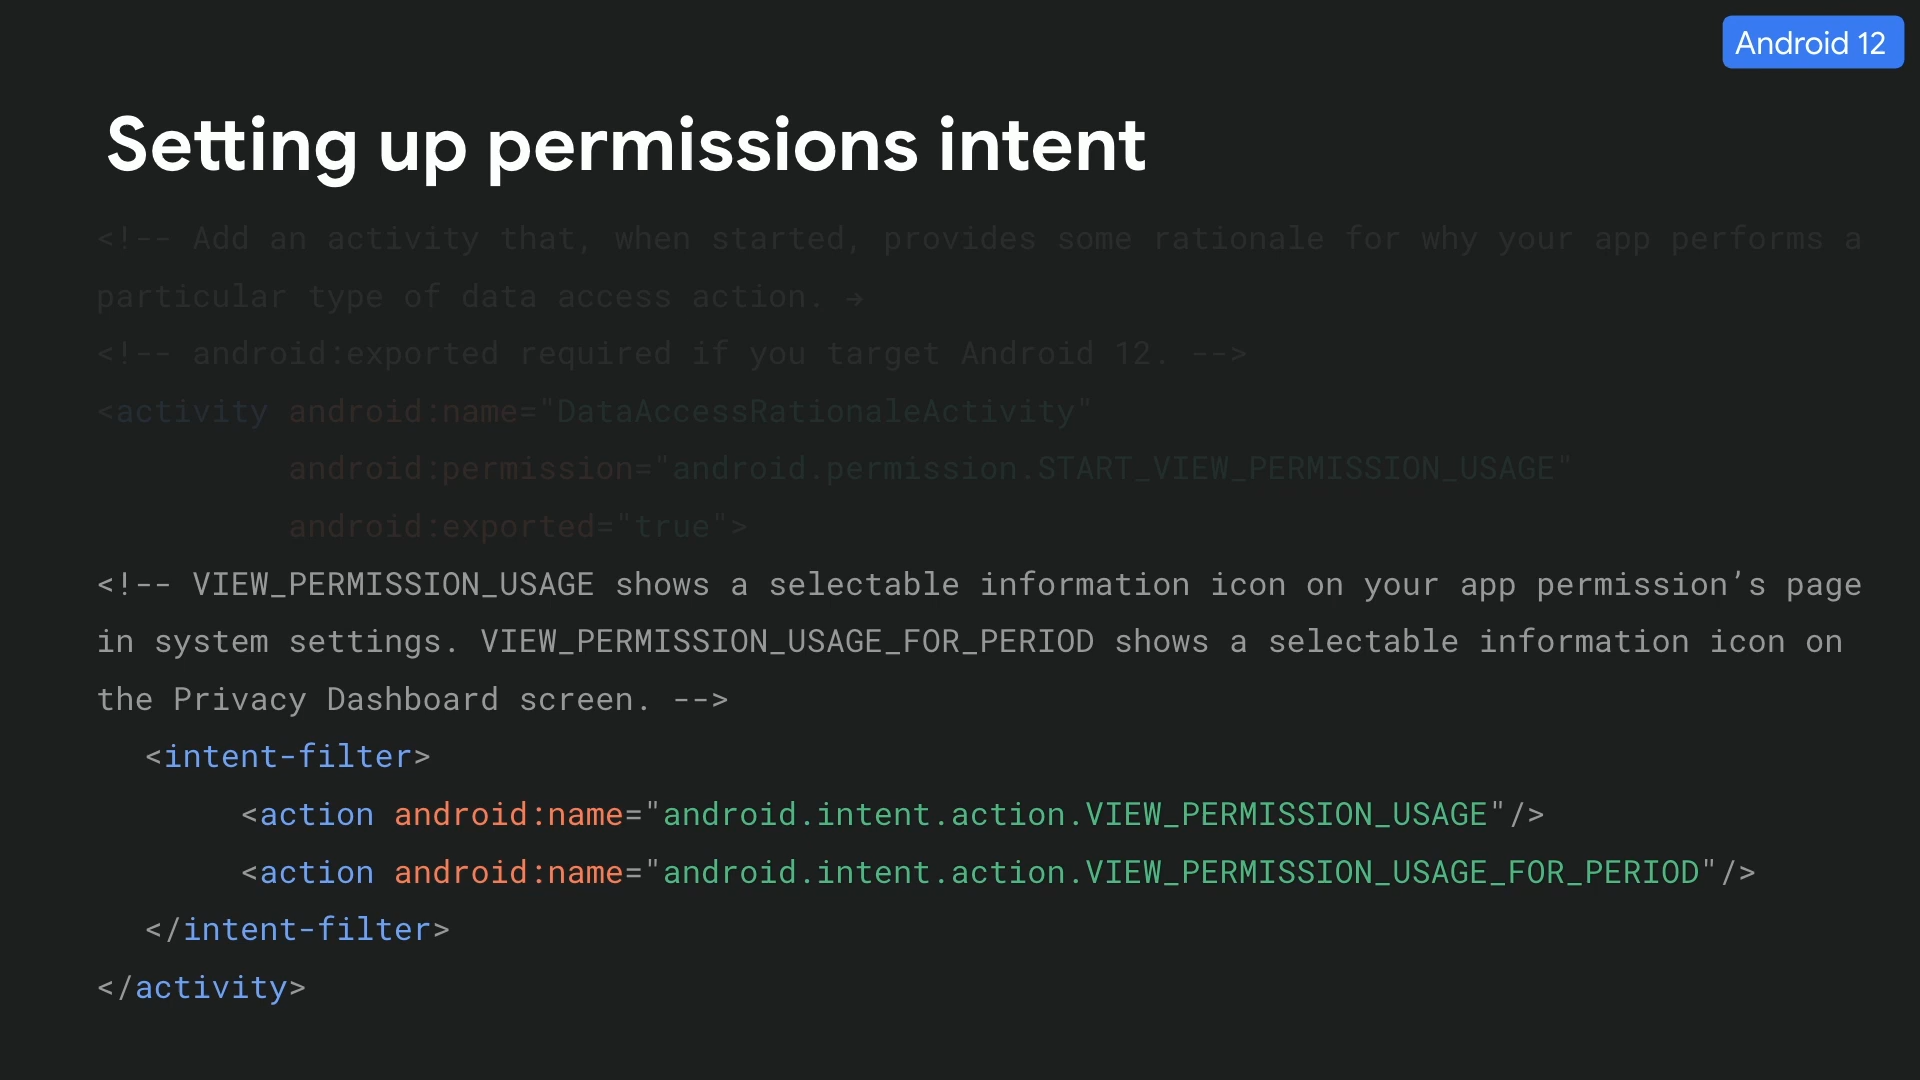 Android 12
Setting up permissions intent
<!-- Add an activity that, when started, provides some rationale for why your app performs a
particular type of data access action. →
<!-- android:exported required if you target Android 12. -->
<activity android:name="DataAccessRationaleActivity"
android:permission="android.permission.START_VIEW_PERMISSION_USAGE"
android:exported="true">
<!-- VIEW_PERMISSION_USAGE shows a selectable information icon on your app permission’s page
in system settings. VIEW_PERMISSION_USAGE_FOR_PERIOD shows a selectable information icon on
the Privacy Dashboard screen. -->
<intent-filter>
<action android:name="android.intent.action.VIEW_PERMISSION_USAGE"/>
<action android:name="android.intent.action.VIEW_PERMISSION_USAGE_FOR_PERIOD"/>
</intent-filter>
</activity>